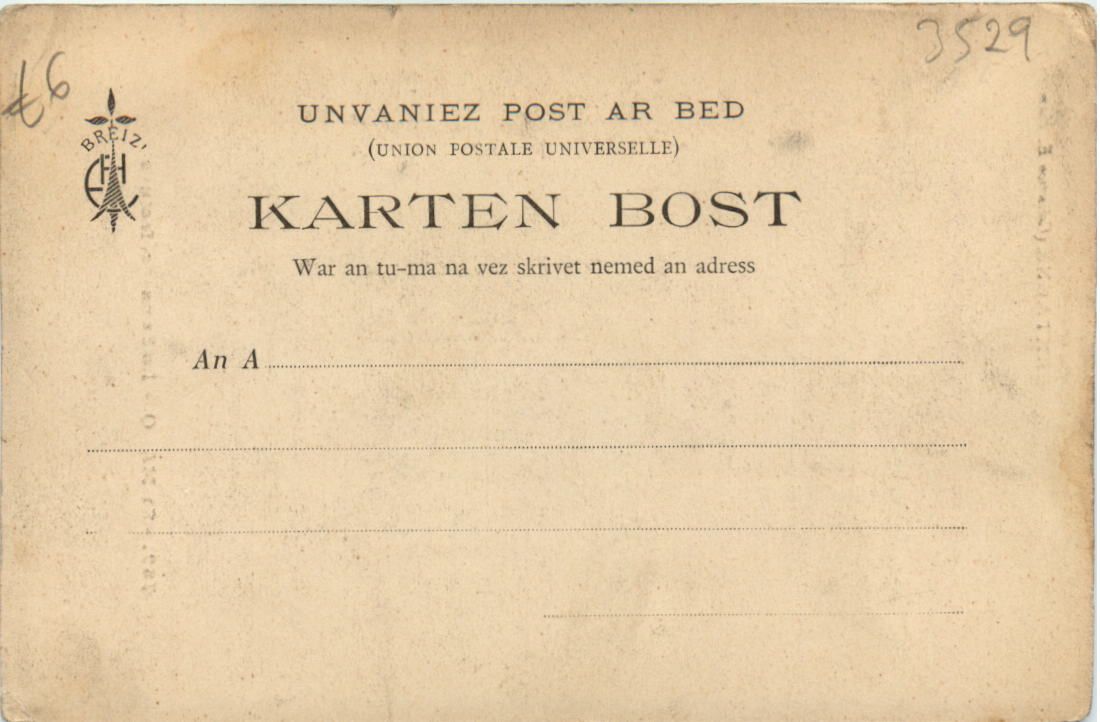 3529
£6
BREIZ'
UNVANIEZ POST AR BED
(UNION POSTALE UNIVERSELLE)
KARTEN BOST
War an tu-ma na vez skrivet nemed an adress
An A